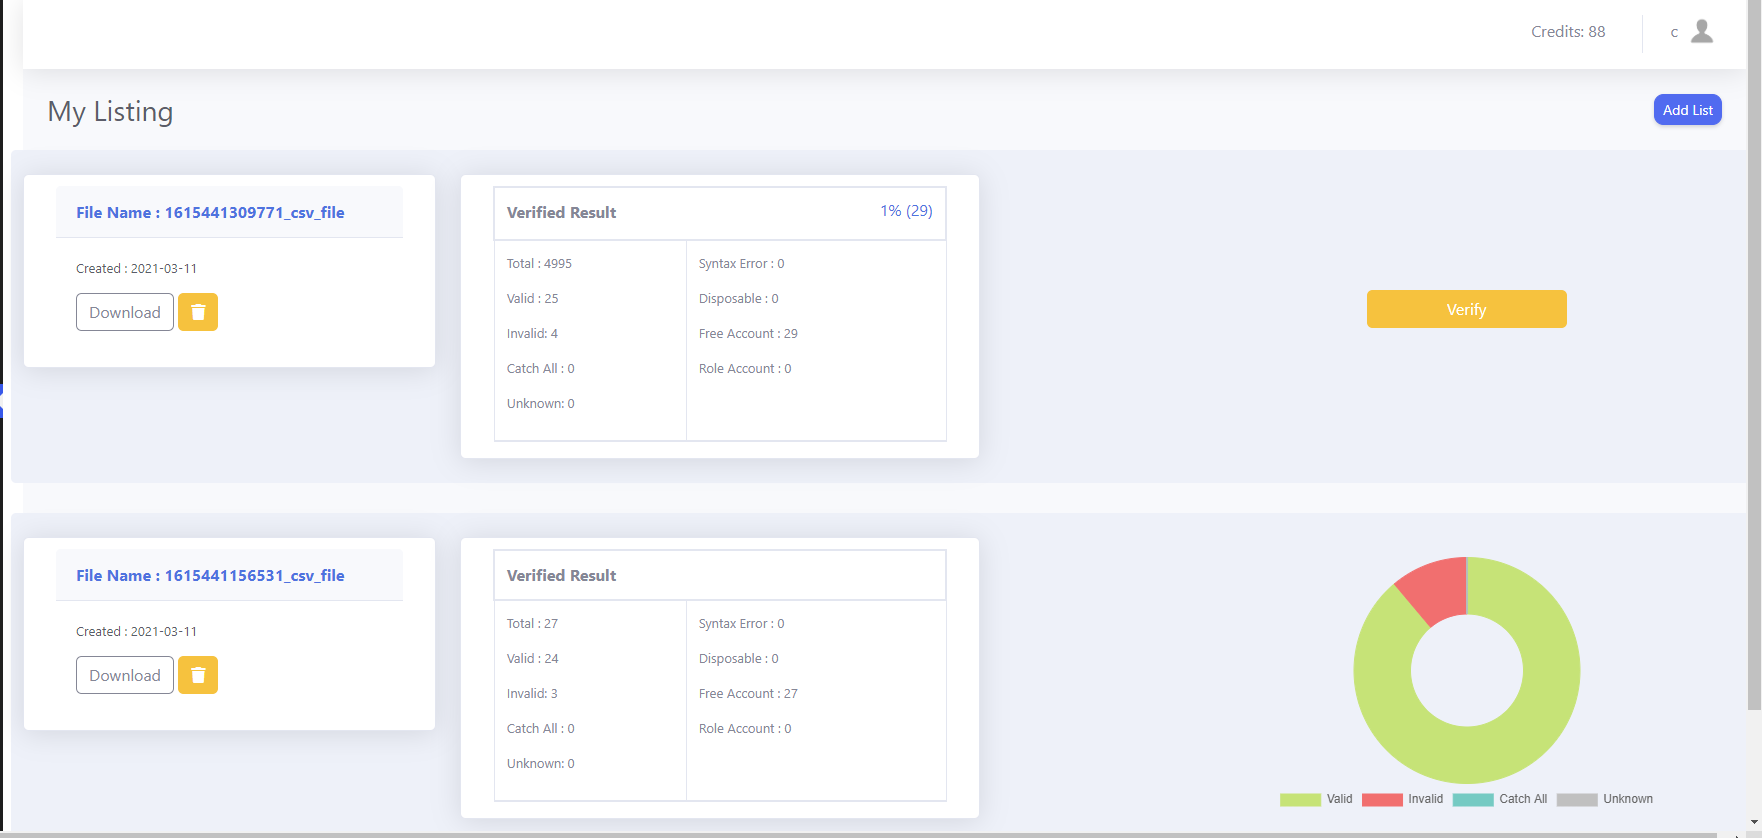 Credits: 88
c
My Listing
Add List
File Name : 1615441309771_csv_file
Created : 2021-03-11
Download
Verified Result
1% (29)
Total : 4995
Valid : 25
Invalid: 4
Catch All : 0
Unknown: 0
Syntax Error : 0
Disposable : 0
Free Account : 29
Role Account : 0
Verify
File Name : 1615441156531_csv_file
Created : 2021-03-11
Download
Verified Result
Total : 27
Valid : 24
Invalid: 3
Catch All : 0
Unknown: 0
Syntax Error : 0
Disposable : 0
Free Account : 27
Role Account : 0
Valid
Invalid
Catch All
Unknown